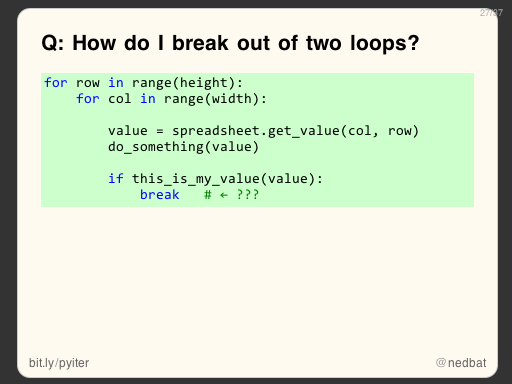 27/37
Q: How do I break out of two loops?
for row in range(height):
    for col in range(width):
        value = spreadsheet.get_value(col, row)
        do_something(value)
        if this_is_my_value(value):
            break   # ← ???
bit.ly/pyiter
@nedbat